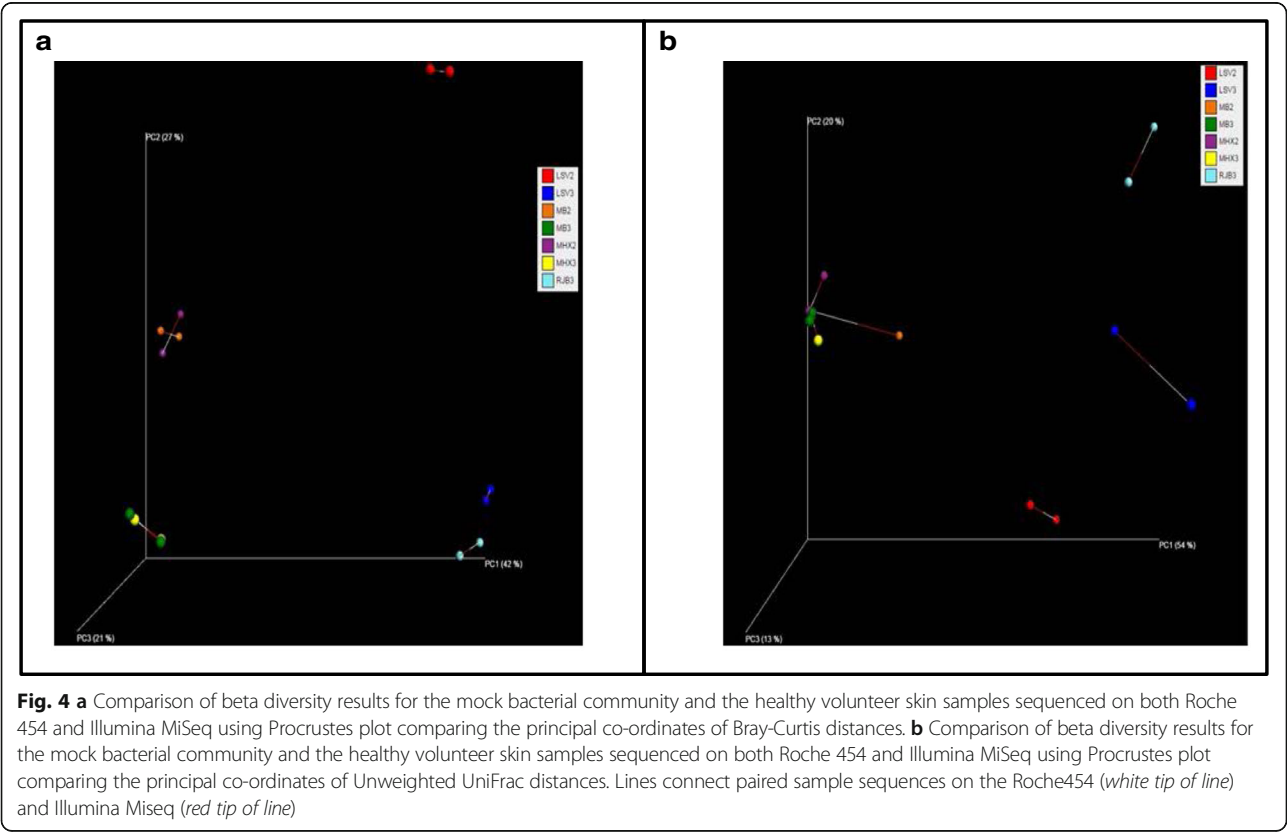 a
PC2 (27 %)
LSV2
LSV3
MB2
MB3
MHX2
MHX3
RJB3
PC1 (42 %)
PC3 (21 %)
b
PC2 (20 %)
LSV2
LSV3
MB2
MB3
MHX2
MHX3
RJB3
PC1 (54 %)
PC3 (13 %)
Fig. 4 a Comparison of beta diversity results for the mock bacterial community and the healthy volunteer skin samples sequenced on both Roche
454 and Illumina MiSeq using Procrustes plot comparing the principal co-ordinates of Bray-Curtis distances. b Comparison of beta diversity results for
the mock bacterial community and the healthy volunteer skin samples sequenced on both Roche 454 and Illumina MiSeq using Procrustes plot
comparing the principal co-ordinates of Unweighted UniFrac distances. Lines connect paired sample sequences on the Roche454 (white tip of line)
and Illumina Miseq (red tip of line)